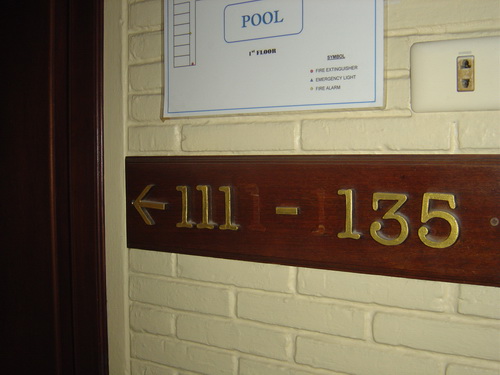 POOL
1ST FLOOR
SYMBOL
FIRE EXTINGUISHER
EMERGENCY LIGHT
FIRE ALARM
← 111 - 135